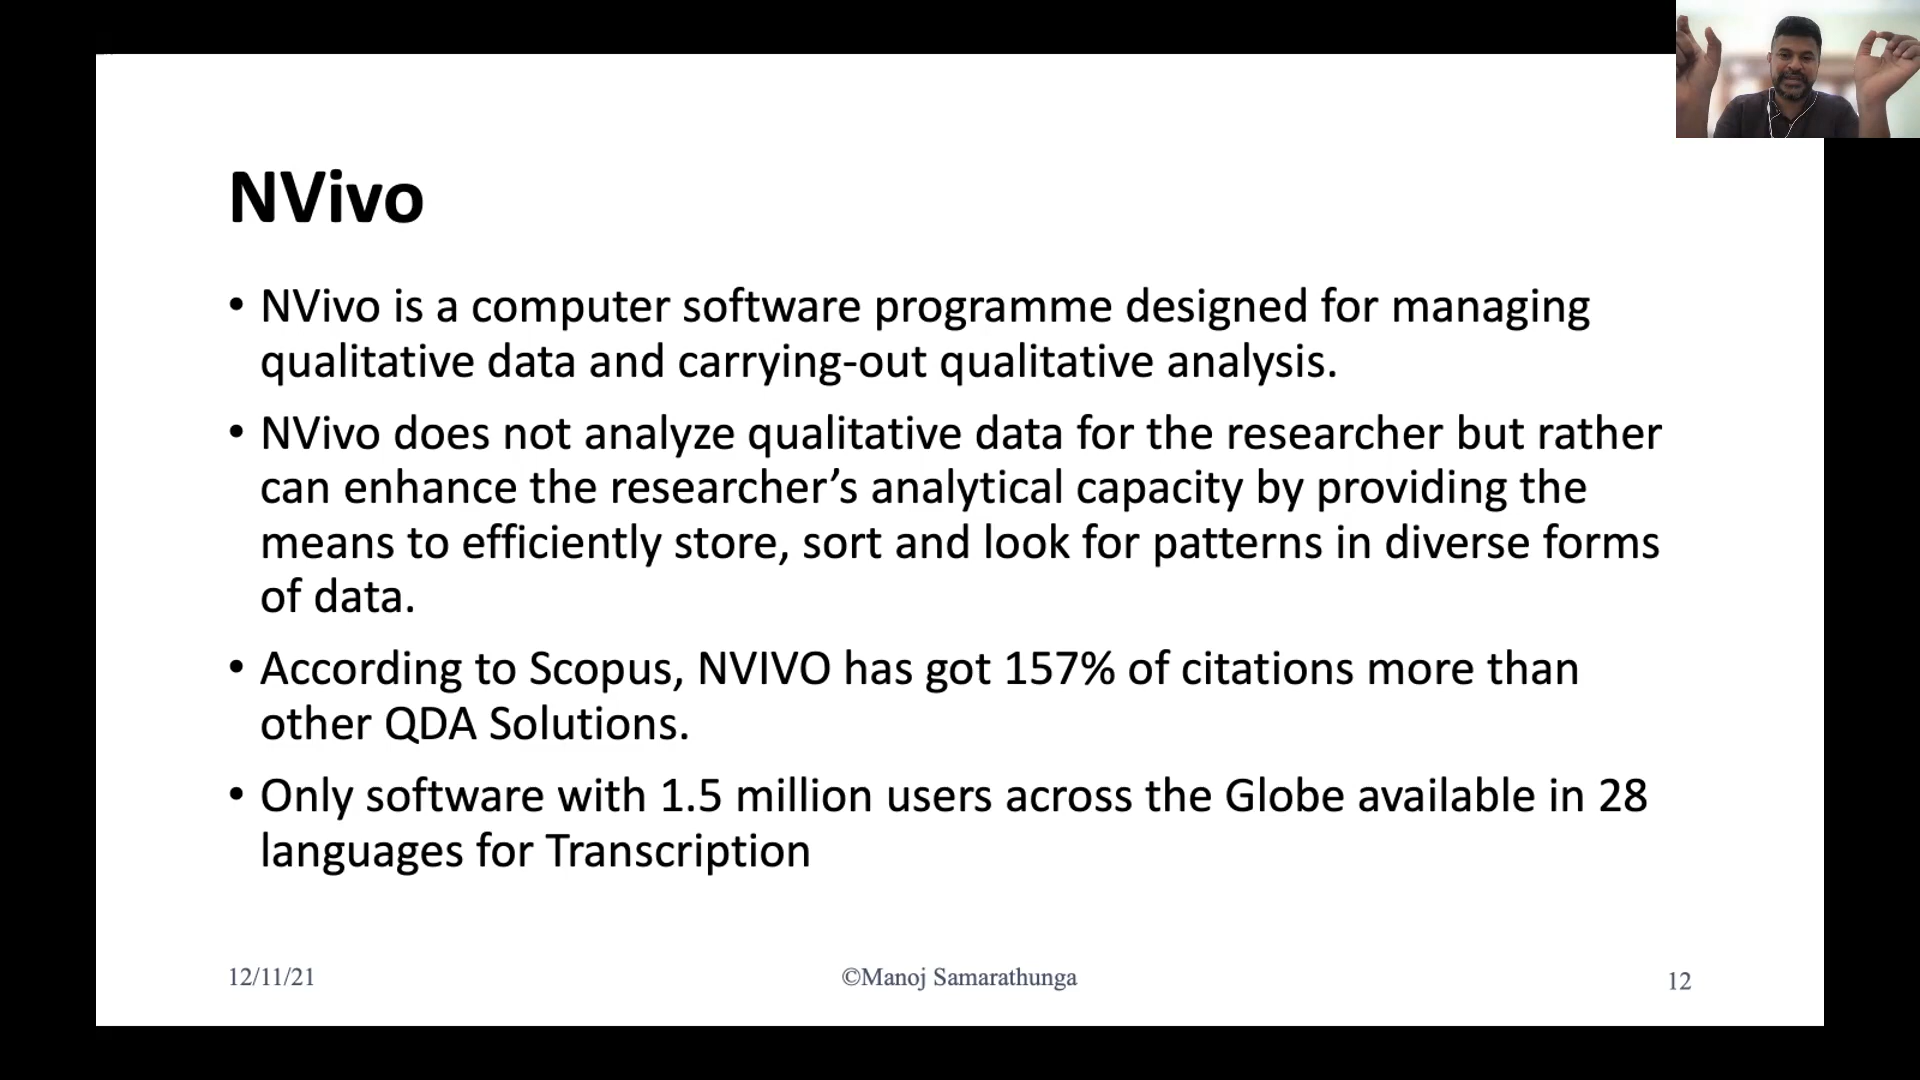 NVivo
• NVivo is a computer software programme designed for managing
qualitative data and carrying-out qualitative analysis.
• NVivo does not analyze qualitative data for the researcher but rather
can enhance the researcher’s analytical capacity by providing the
means to efficiently store, sort and look for patterns in diverse forms
of data.
• According to Scopus, NVIVO has got 157% of citations more than
other QDA Solutions.
• Only software with 1.5 million users across the Globe available in 28
languages for Transcription
12/11/21
©Manoj Samarathunga
12